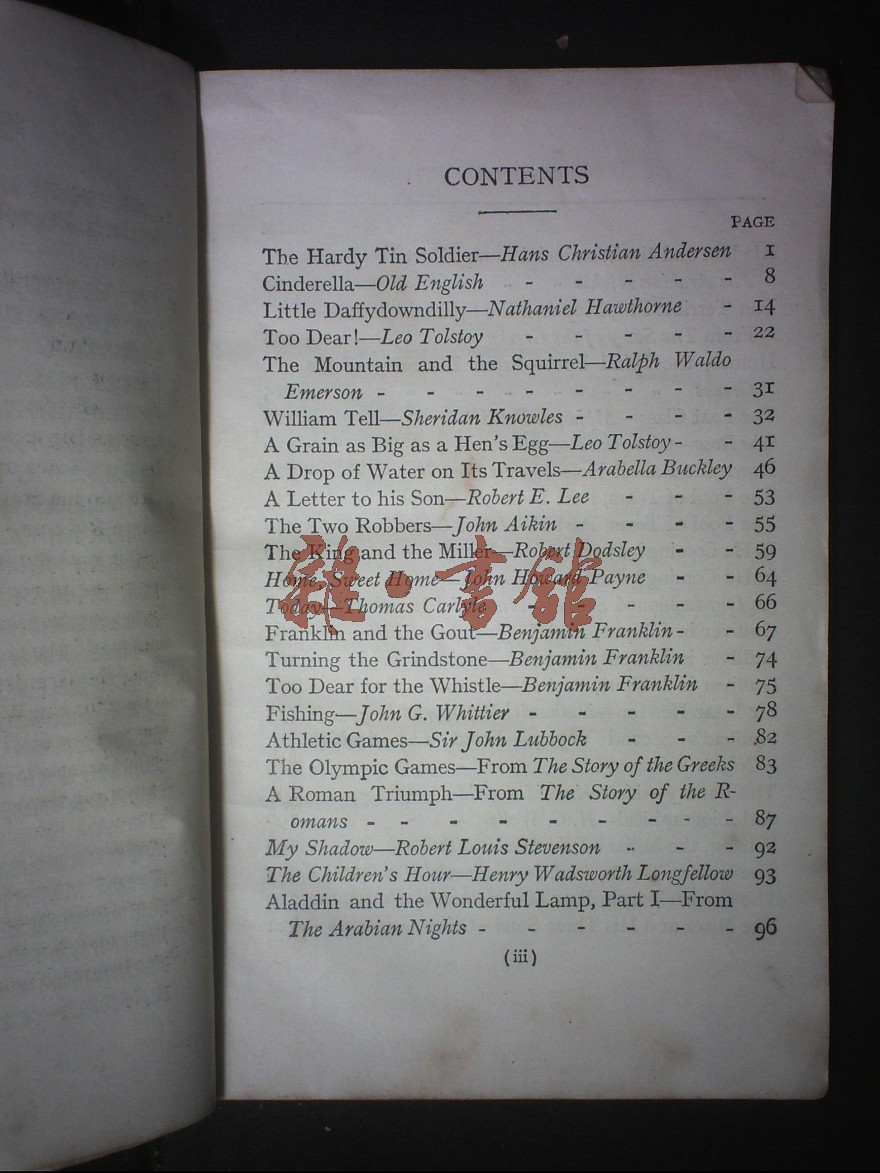 CONTENTS
PAGE
The Hardy Tin Soldier—Hans Christian Andersen 1
Cinderella—Old English - - - - - 8
Little Daffydowndilly—Nathaniel Hawthorne - 14
Too Dear!—Leo Tolstoy - - - - - 22
The Mountain and the Squirrel—Ralph Waldo
Emerson - - - - - - - - 31
William Tell—Sheridan Knowles - - - - 32
A Grain as Big as a Hen's Egg—Leo Tolstoy - - 41
A Drop of Water on Its Travels—Arabella Buckley 46
A Letter to his Son—Robert E. Lee - - - 53
The Two Robbers—John Aikin - - - - 55
The King and the Miller—Robert Dodsley - - 59
Home, Sweet Home—John Howard Payne - - 64
Today—Thomas Carlyle - - - - - 66
Franklin and the Gout—Benjamin Franklin - - 67
Turning the Grindstone—Benjamin Franklin - 74
Too Dear for the Whistle—Benjamin Franklin - 75
Fishing—John G. Whittier - - - - - 78
Athletic Games—Sir John Lubbock - - - 82
The Olympic Games—From The Story of the Greeks 83
A Roman Triumph—From The Story of the R-
omans - - - - - - - - - 87
My Shadow—Robert Louis Stevenson - - - 92
The Children's Hour—Henry Wadsworth Longfellow 93
Aladdin and the Wonderful Lamp, Part I—From
The Arabian Nights - - - - - - 96
(iii)
雜·書館